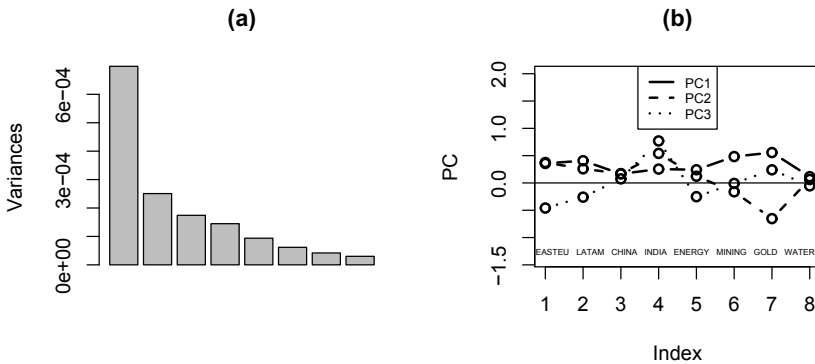 (a)
Variances
0e+00 3e-04 6e-04
(b)
PC
−1.5 0.0 1.0 2.0
PC1
PC2
PC3
EASTEU LATAM CHINA INDIA ENERGY MINING GOLD WATER
1 2 3 4 5 6 7 8
Index